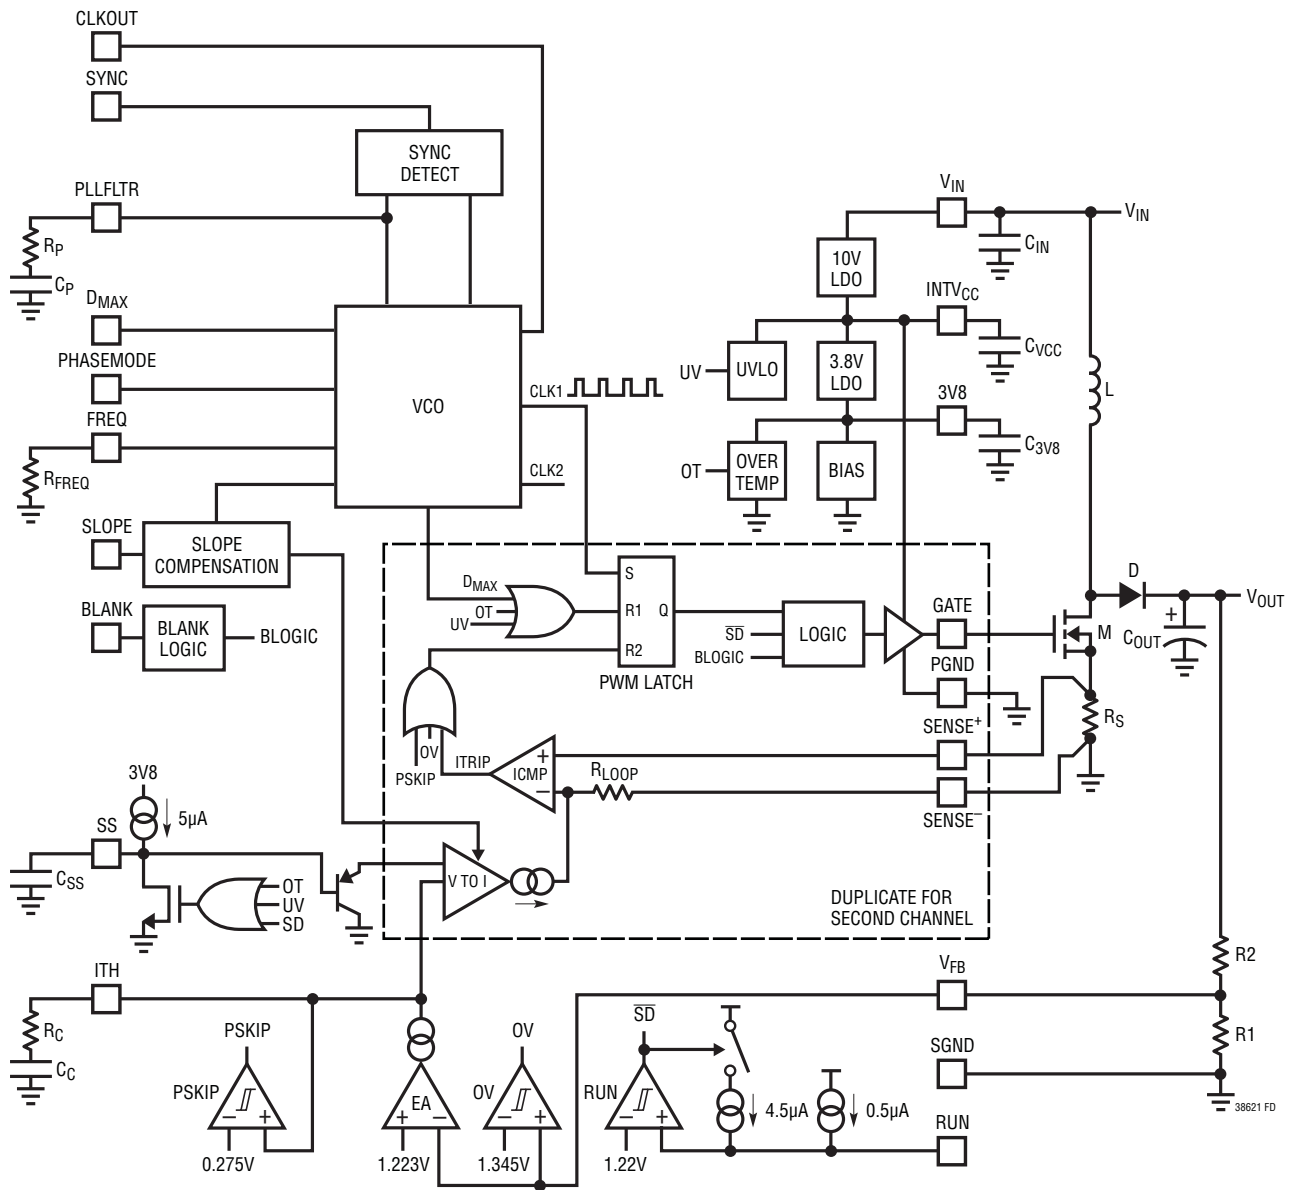 CLKOUT
SYNC
SYNC
DETECT
PLLFLTR
RP
CP
DMAX
PHASEMODE
FREQ
RFREQ
VCO
CLK1
CLK2
SLOPE
SLOPE
COMPENSATION
BLANK
BLANK
LOGIC
BLOGIC
VIN
VIN
CIN
10V
LDO
INTVCC
CVCC
UV
UVLO
3.8V
LDO
3V8
C3V8
OT
OVER
TEMP
BIAS
L
DMAX
OT
UV
S
R1
Q
R2
PWM LATCH
SD
BLOGIC
LOGIC
GATE
PGND
D
VOUT
M
+
COUT
RS
SENSE+
SENSE–
PSKIP
OV
ITRIP
ICMP
+
–
RLOOP
3V8
5µA
SS
CSS
OT
UV
SD
V TO I
DUPLICATE FOR
SECOND CHANNEL
ITH
RC
CC
PSKIP
PSKIP
–
+
0.275V
EA
+
–
1.223V
OV
OV
–
+
1.345V
SD
RUN
–
+
1.22V
4.5µA
0.5µA
VFB
SGND
RUN
R2
R1
38621 FD